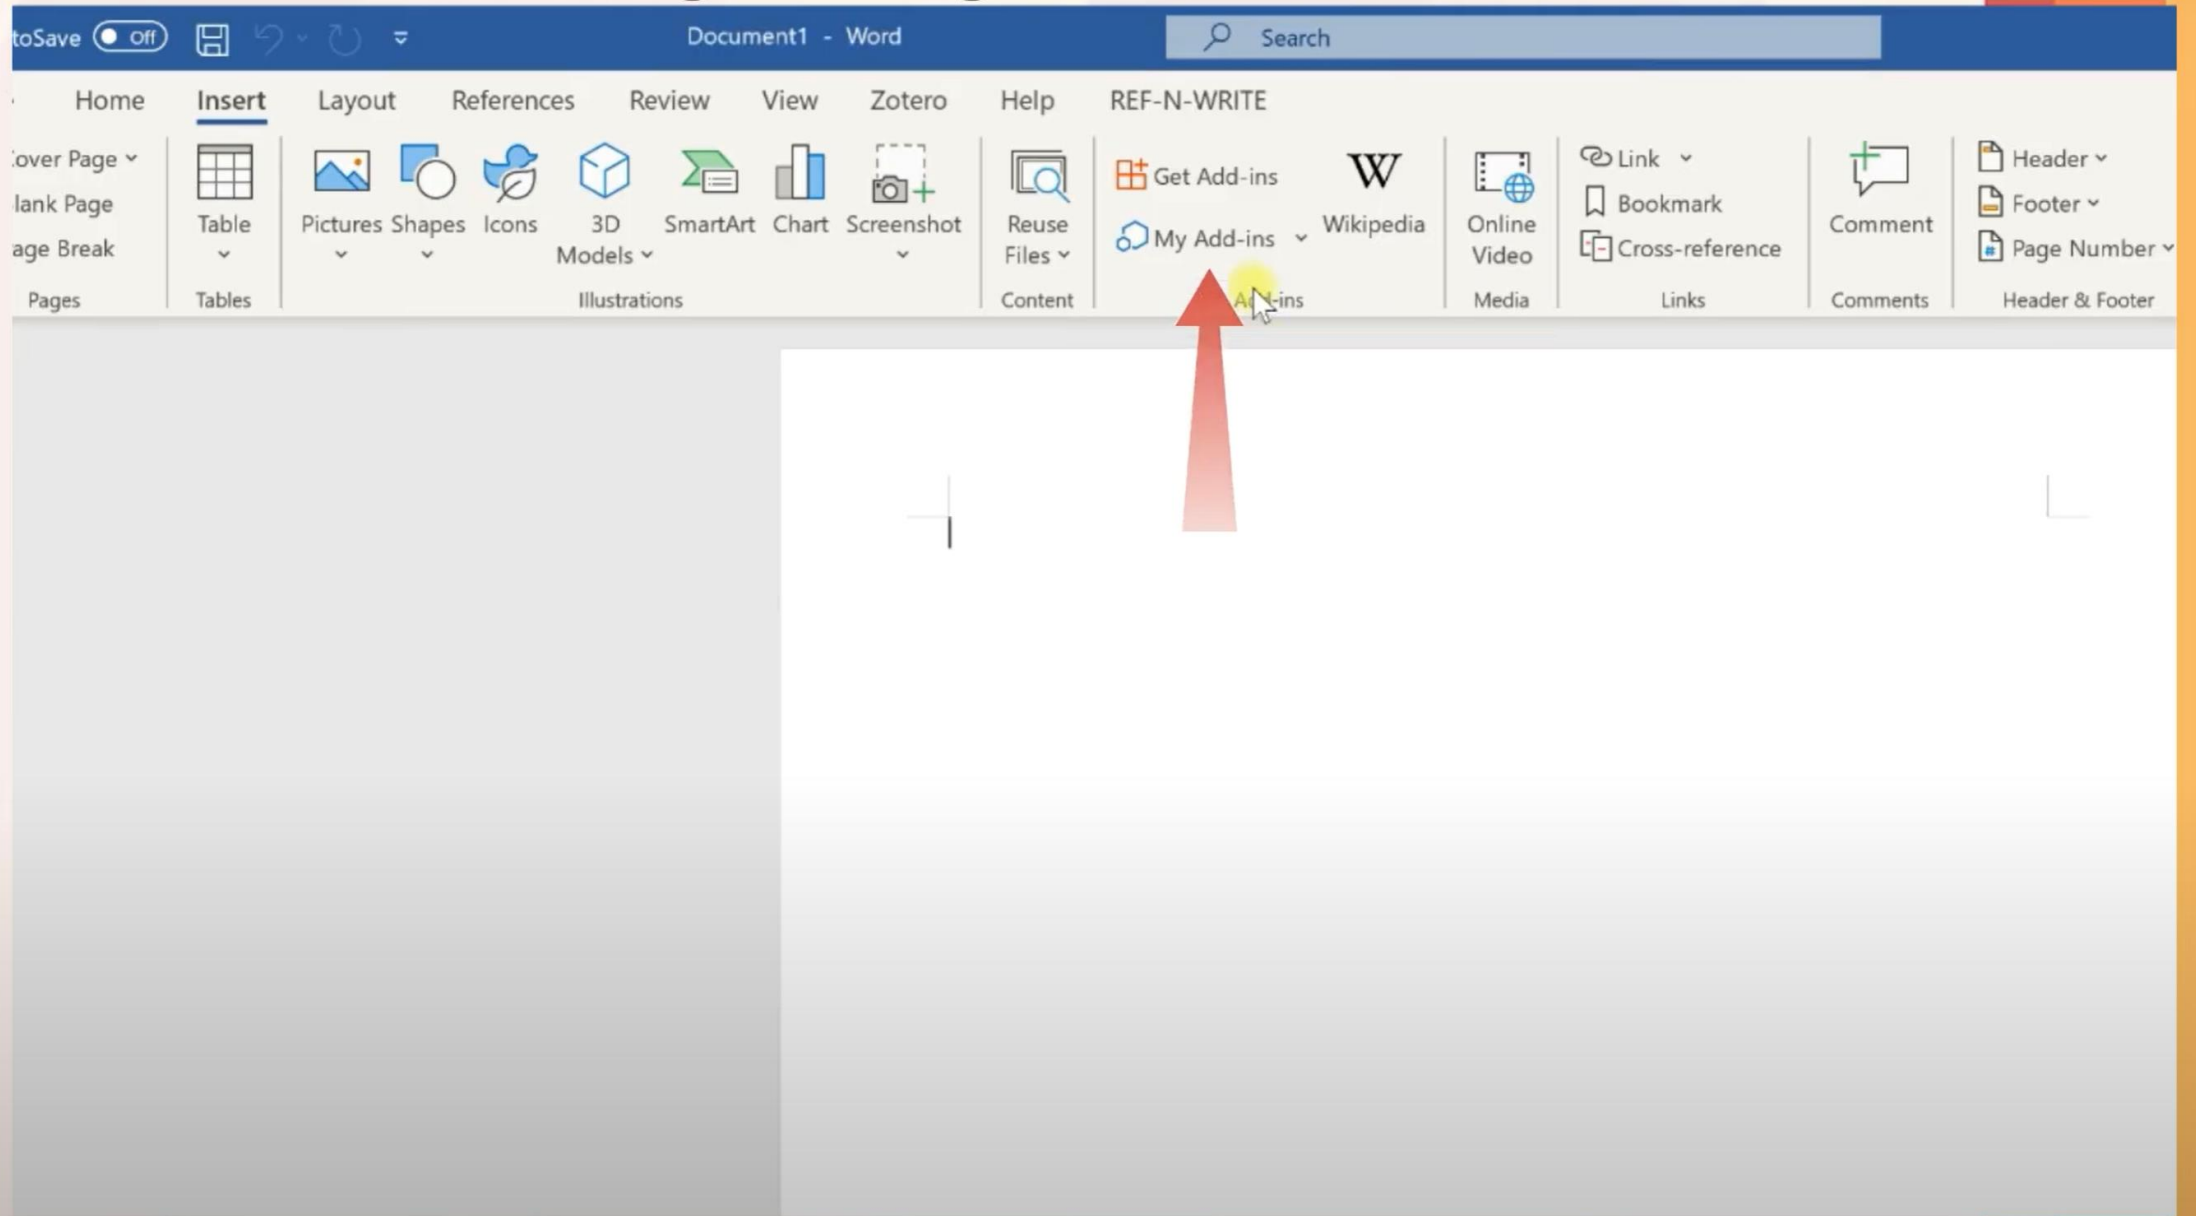 toSave Off Document1 - Word Search
Home Insert Layout References Review View Zotero Help REF-N-WRITE
over Page
lank Page
age Break
Pages
Table
Tables
Pictures Shapes Icons 3D Models SmartArt Chart Screenshot
Illustrations
Reuse
Files
Content
Get Add-ins
My Add-ins
Wikipedia
Add-ins
Online
Video
Media
Link
Bookmark
Cross-reference
Links
Comment
Comments
Header
Footer
Page Number
Header & Footer